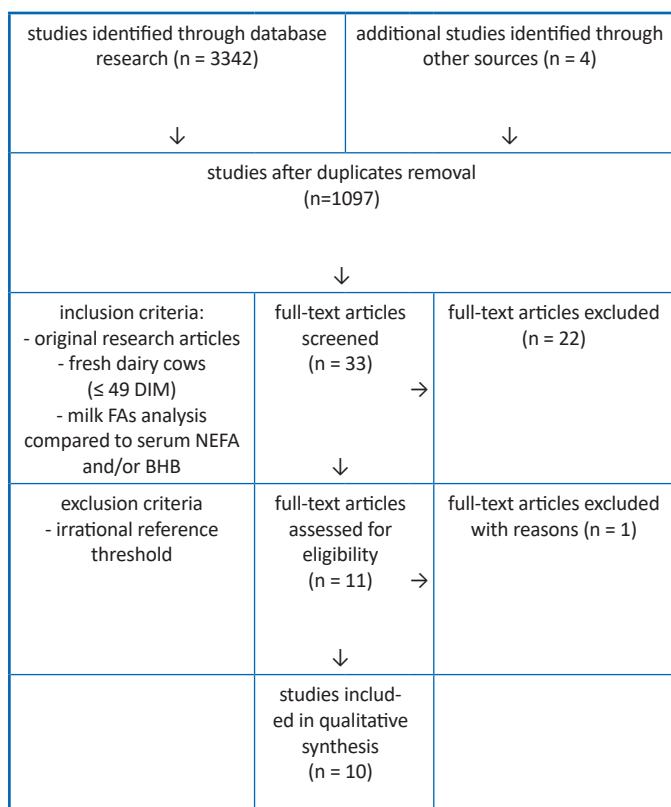 studies identified through database
research (n = 3342)
↓
additional studies identified through
other sources (n = 4)
↓
studies after duplicates removal
(n=1097)
↓
inclusion criteria:
- original research articles
- fresh dairy cows
(≤ 49 DIM)
- milk FAs analysis
compared to serum NEFA
and/or BHB
full-text articles
screened
(n = 33)
→
↓
full-text articles excluded
(n = 22)
exclusion criteria
- irrational reference
threshold
full-text articles
assessed for
eligibility
(n = 11) →
↓
full-text articles excluded
with reasons (n = 1)
studies includ-
ed in qualitative
synthesis
(n = 10)